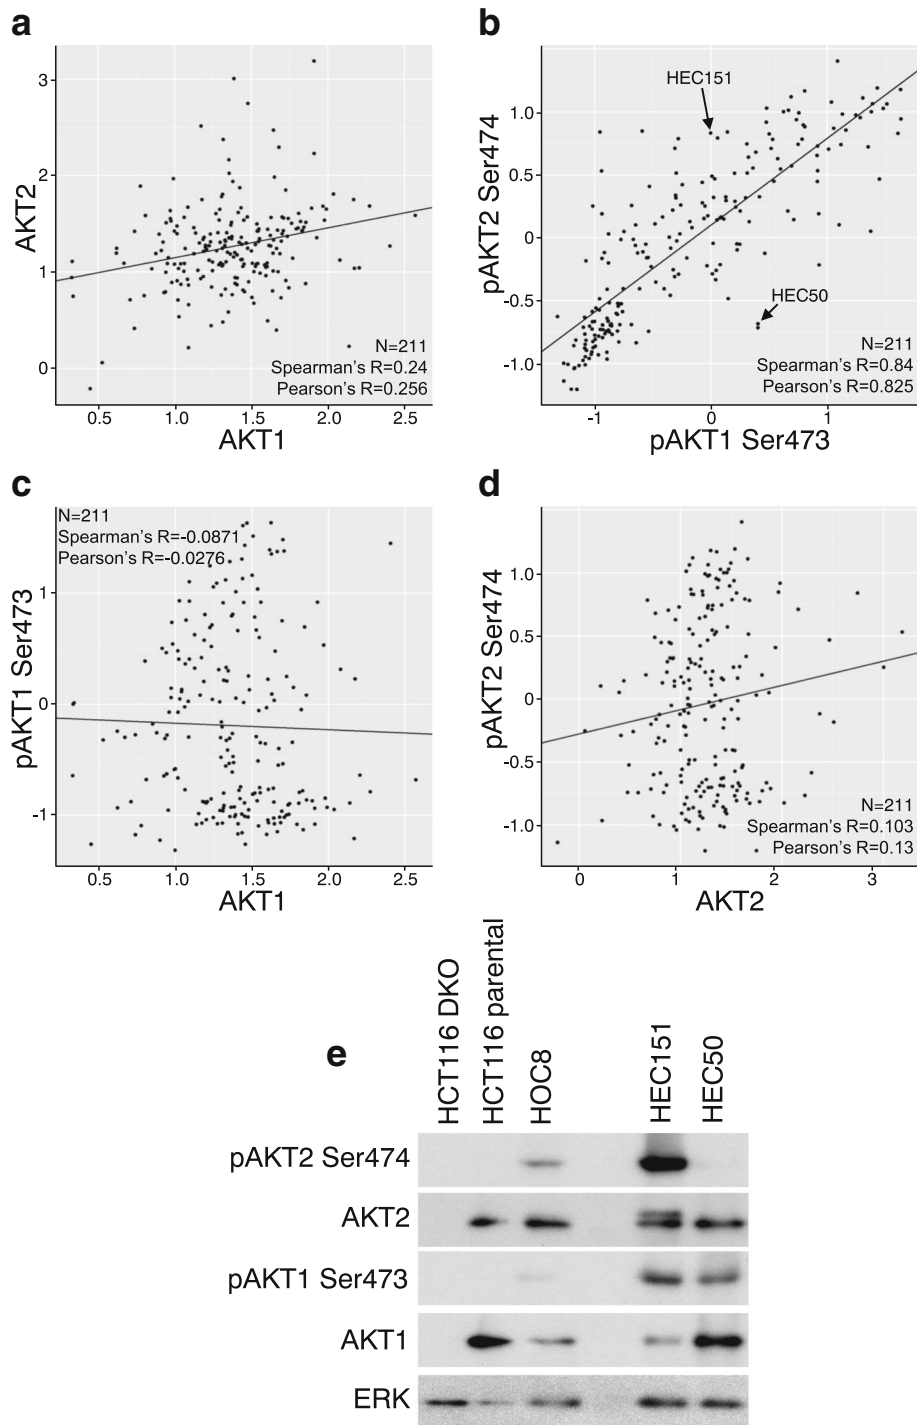 a
3
2
1
0
AKT2
N=211
Spearman's R=0.24
Pearson's R=0.256
0.5
1.0
1.5
2.0
2.5
AKT1
b
1.0
0.5
0
-0.5
-1.0
pAKT2 Ser474
HEC151
HEC50
N=211
Spearman's R=0.84
Pearson's R=0.825
-1
0
1
pAKT1 Ser473
c
N=211
Spearman's R=-0.0871
Pearson's R=-0.0276
1
0
-1
pAKT1 Ser473
0.5
1.0
1.5
2.0
2.5
AKT1
d
1.0
0.5
0
-0.5
-1.0
pAKT2 Ser474
N=211
Spearman's R=0.103
Pearson's R=0.13
0
1
2
3
AKT2
e
HCT116 DKO
HCT116 parental
HOC8
HEC151
HEC50
pAKT2 Ser474
AKT2
pAKT1 Ser473
AKT1
ERK